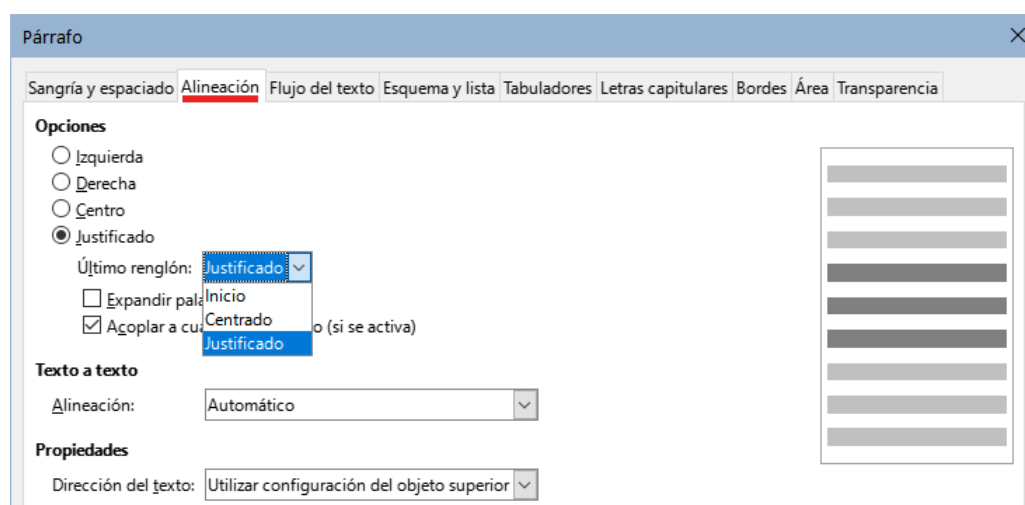 Párrafo
Sangría y espaciado Alineación Flujo del texto Esquema y lista Tabuladores Letras capitulares Bordes Área Transparencia
Opciones
Izquierda
Derecha
Centro
Justificado
Último renglón: Justificado
Inicio
Expandir
Centrado
Acoplar a o (si se activa)
Justificado
Texto a texto
Alineación: Automático
Propiedades
Dirección del texto: Utilizar configuración del objeto superior